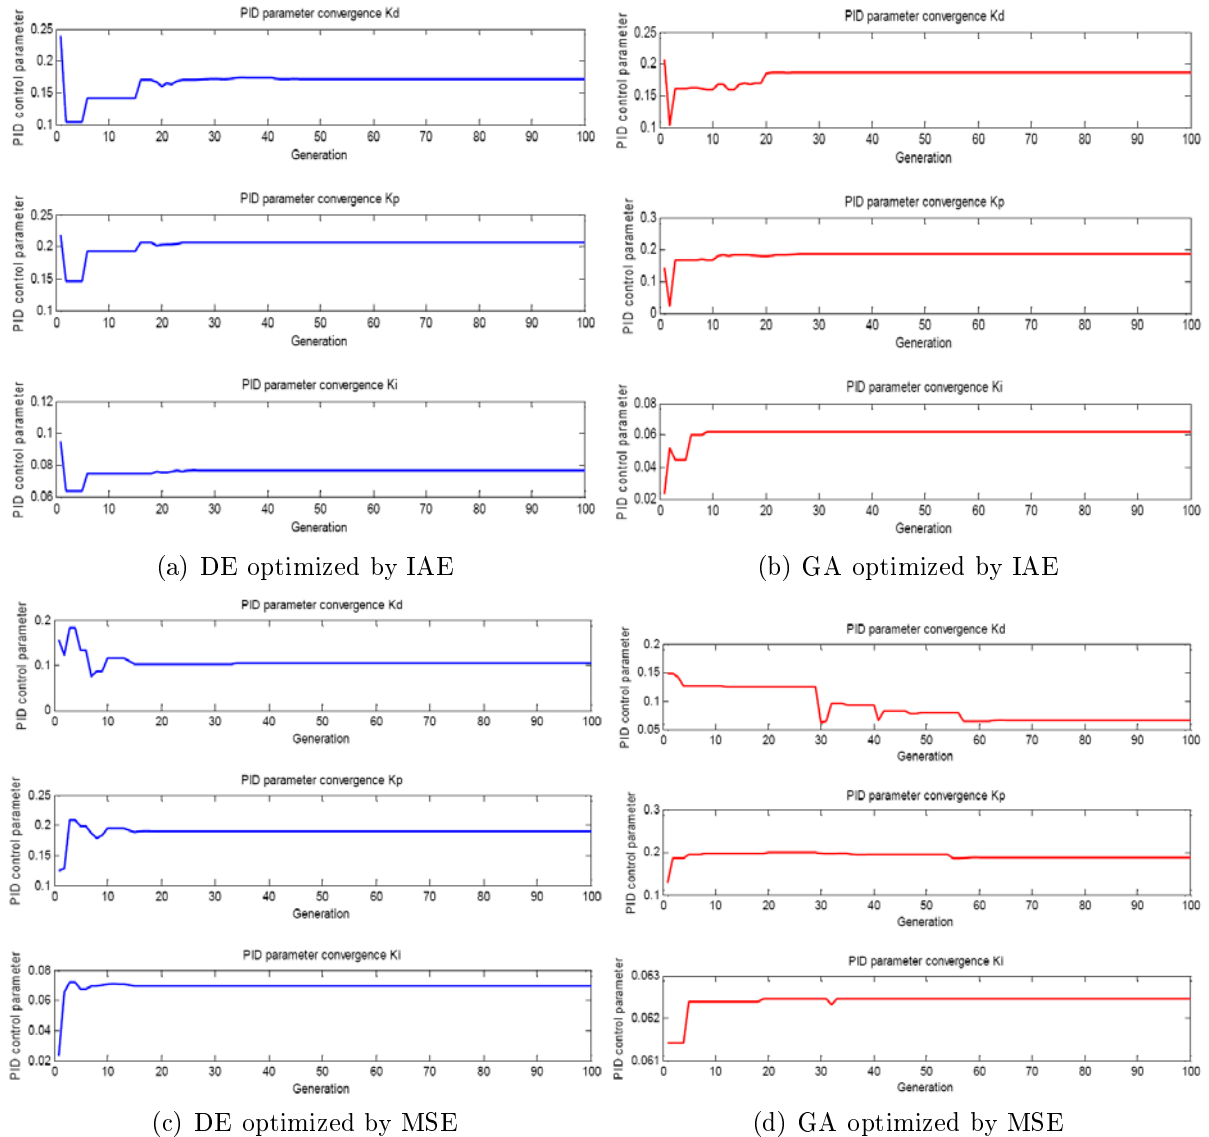 PID parameter convergence Kd
PID control parameter
0.25
0.2
0.15
0.1
0 10 20 30 40 50 60 70 80 90 100
Generation
PID parameter convergence Kp
PID control parameter
0.25
0.2
0.15
0.1
0 10 20 30 40 50 60 70 80 90 100
Generation
PID parameter convergence Ki
PID control parameter
0.12
0.1
0.08
0.06
0 10 20 30 40 50 60 70 80 90 100
Generation
(a) DE optimized by IAE
PID parameter convergence Kd
PID control parameter
0.25
0.2
0.15
0.1
0 10 20 30 40 50 60 70 80 90 100
Generation
PID parameter convergence Kp
PID control parameter
0.3
0.2
0.1
0
0 10 20 30 40 50 60 70 80 90 100
Generation
PID parameter convergence Ki
PID control parameter
0.08
0.06
0.04
0.02
0 10 20 30 40 50 60 70 80 90 100
Generation
(b) GA optimized by IAE
PID parameter convergence Kd
PID control parameter
0.2
0.1
0
0 10 20 30 40 50 60 70 80 90 100
Generation
PID parameter convergence Kp
PID control parameter
0.25
0.2
0.15
0.1
0 10 20 30 40 50 60 70 80 90 100
Generation
PID parameter convergence Ki
PID control parameter
0.08
0.06
0.04
0.02
0 10 20 30 40 50 60 70 80 90 100
Generation
(c) DE optimized by MSE
PID parameter convergence Kd
PID control parameter
0.2
0.15
0.1
0.05
0 10 20 30 40 50 60 70 80 90 100
Generation
PID parameter convergence Kp
PID control parameter
0.3
0.2
0.1
0 10 20 30 40 50 60 70 80 90 100
Generation
PID parameter convergence Ki
PID control parameter
0.063
0.062
0.061
0 10 20 30 40 50 60 70 80 90 100
Generation
(d) GA optimized by MSE